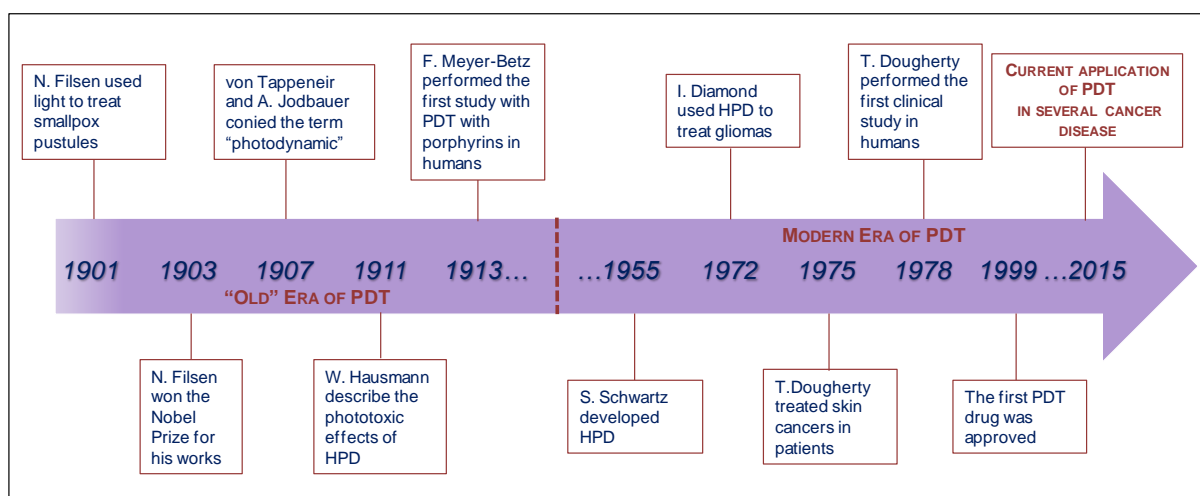 N. Filsen used
light to treat
smallpox
pustules
von Tappeneir
and A. Jodbauer
conied the term
“photodynamic”
F. Meyer-Betz
performed the
first study with
PDT with
porphyrins in
humans
I. Diamond
used HPD to
treat gliomas
T. Dougherty
performed the
first clinical
study in
humans
CURRENT APPLICATION
OF PDT
IN SEVERAL CANCER
DISEASE
MODERN ERA OF PDT
1901
1903
1907
1911
1913…
…1955
1972
1975
1978
1999
…2015
“OLD” ERA OF PDT
N. Filsen
won the
Nobel
Prize for
his works
W. Hausmann
describe the
phototoxic
effects of
HPD
S. Schwartz
developed
HPD
T.Dougherty
treated skin
cancers in
patients
The first PDT
drug was
approved